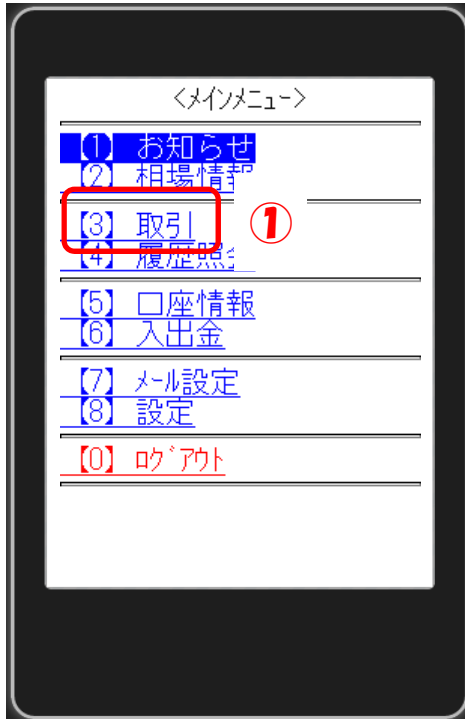 <メインメニュー>
【1】 お知らせ
【2】 相場情
【3】 取引
①
【4】 履歴照
【5】 口座情報
【6】 入出金
【7】 ﾒｰﾙ設定
【8】 設定
【0】 ﾛｸﾞｱｳﾄ